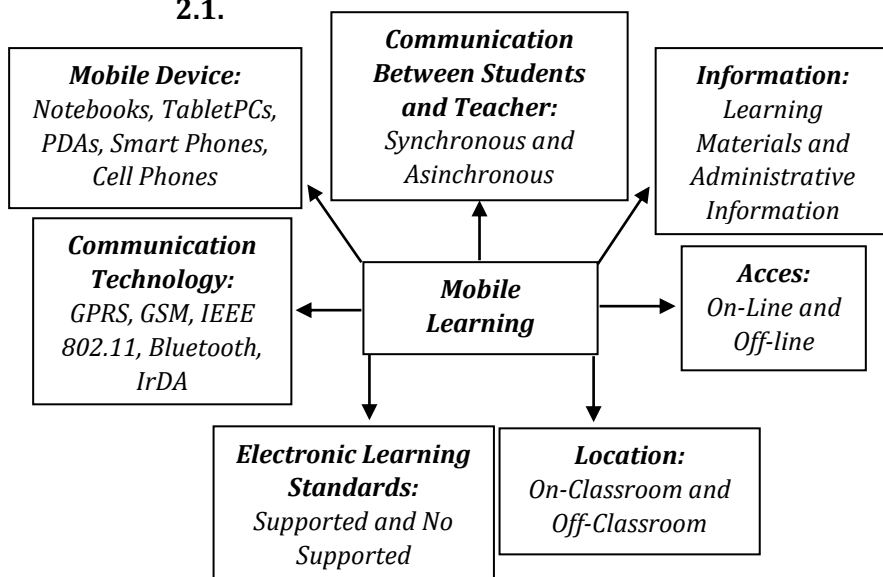 2.1.
Mobile Device:
Notebooks, TabletPCs,
PDAs, Smart Phones,
Cell Phones
Communication
Between Students
and Teacher:
Synchronous and
Asinchronous
Information:
Learning
Materials and
Administrative
Information
Communication
Technology:
GPRS, GSM, IEEE
802.11, Bluetooth,
IrDA
Mobile
Learning
Acces:
On-Line and
Off-line
Electronic Learning
Standards:
Supported and No
Supported
Location:
On-Classroom and
Off-Classroom